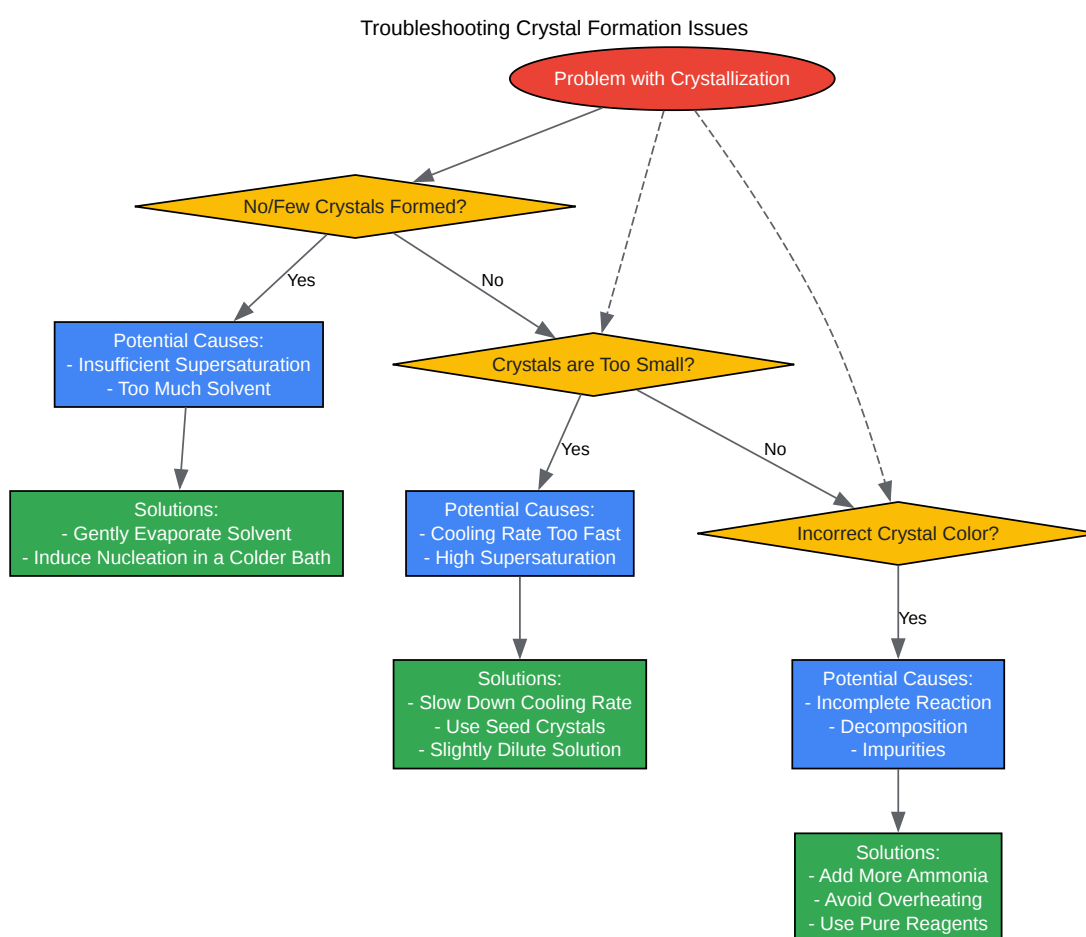 Troubleshooting Crystal Formation Issues
Problem with Crystallization
No/Few Crystals Formed?
Yes
No
Potential Causes:
- Insufficient Supersaturation
- Too Much Solvent
Crystals are Too Small?
Yes
No
Solutions:
- Gently Evaporate Solvent
- Induce Nucleation in a Colder Bath
Potential Causes:
- Cooling Rate Too Fast
- High Supersaturation
Incorrect Crystal Color?
Yes
Solutions:
- Slow Down Cooling Rate
- Use Seed Crystals
- Slightly Dilute Solution
Potential Causes:
- Incomplete Reaction
- Decomposition
- Impurities
Solutions:
- Add More Ammonia
- Avoid Overheating
- Use Pure Reagents